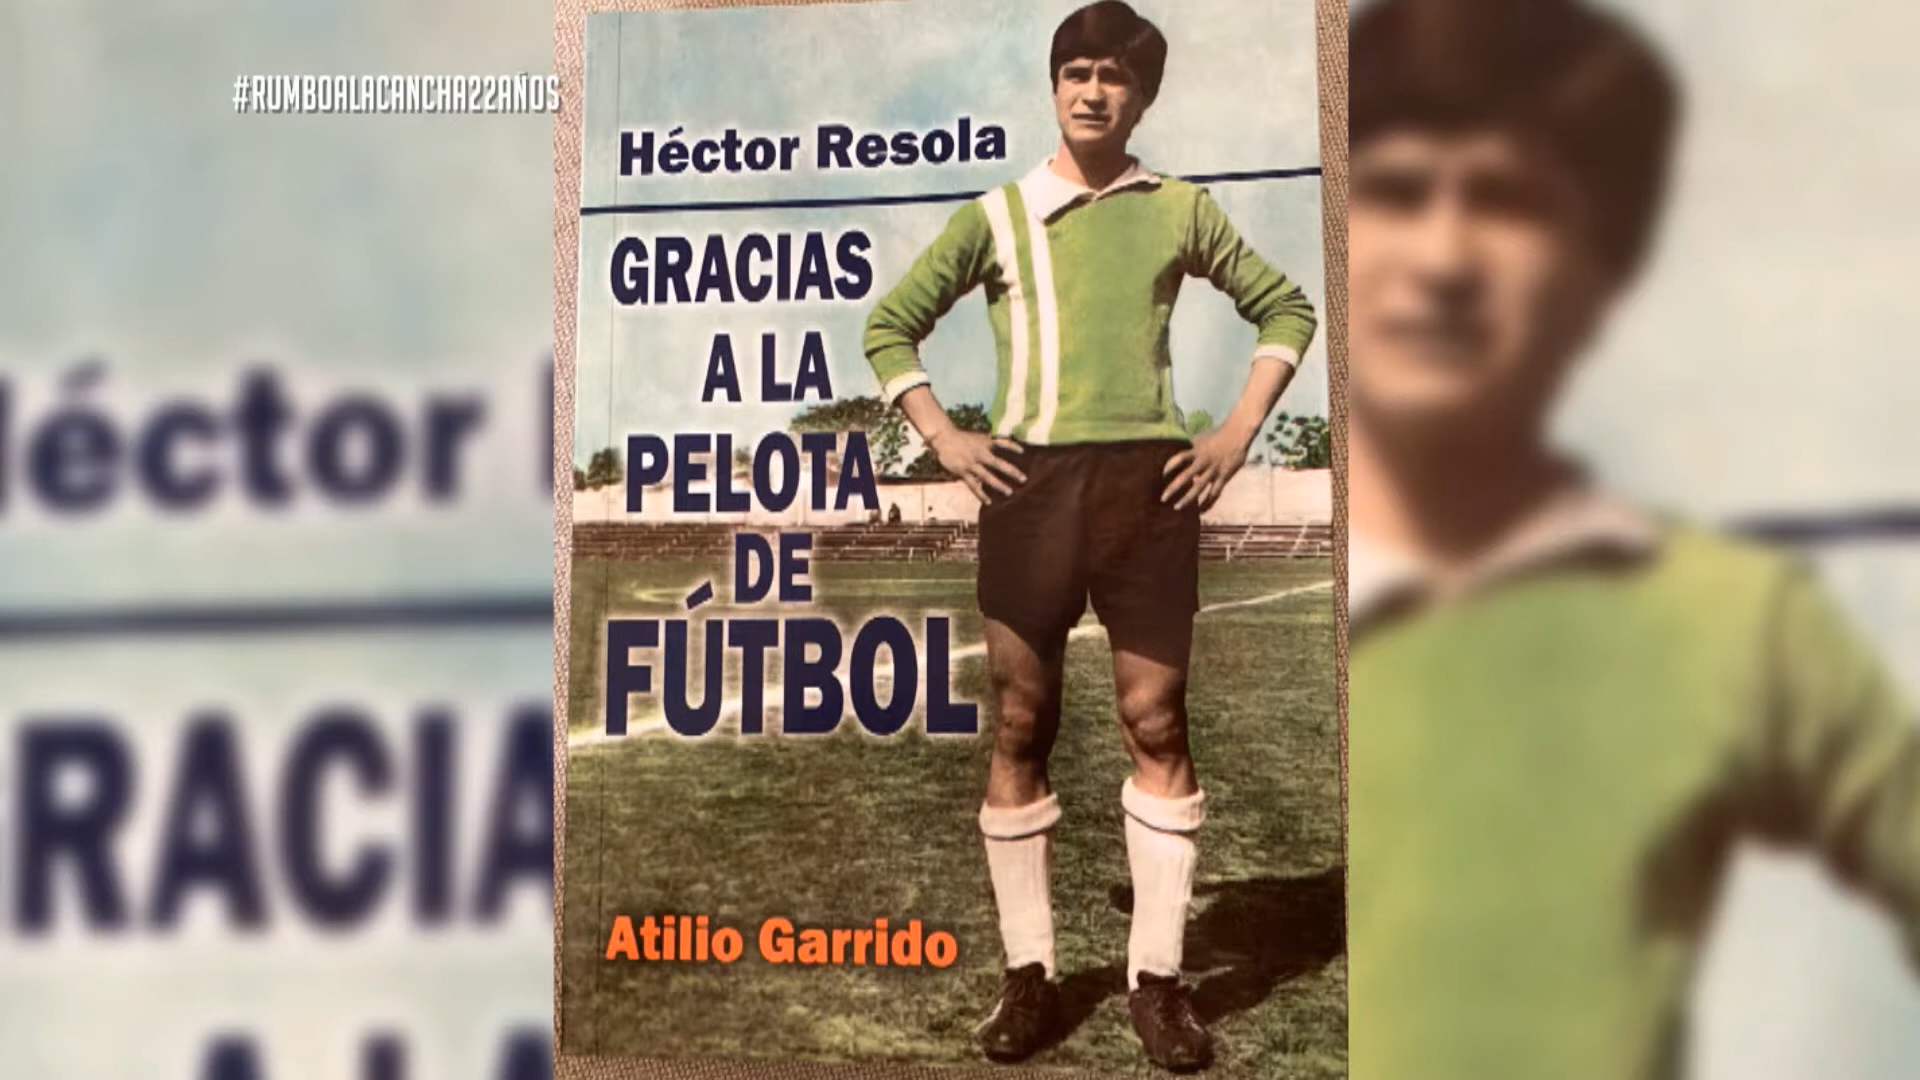 #RUMBOALACANCHA22AÑOS
Héctor Resola
GRACIAS
A LA
PELOTA
DE
FÚTBOL
Atilio Garrido